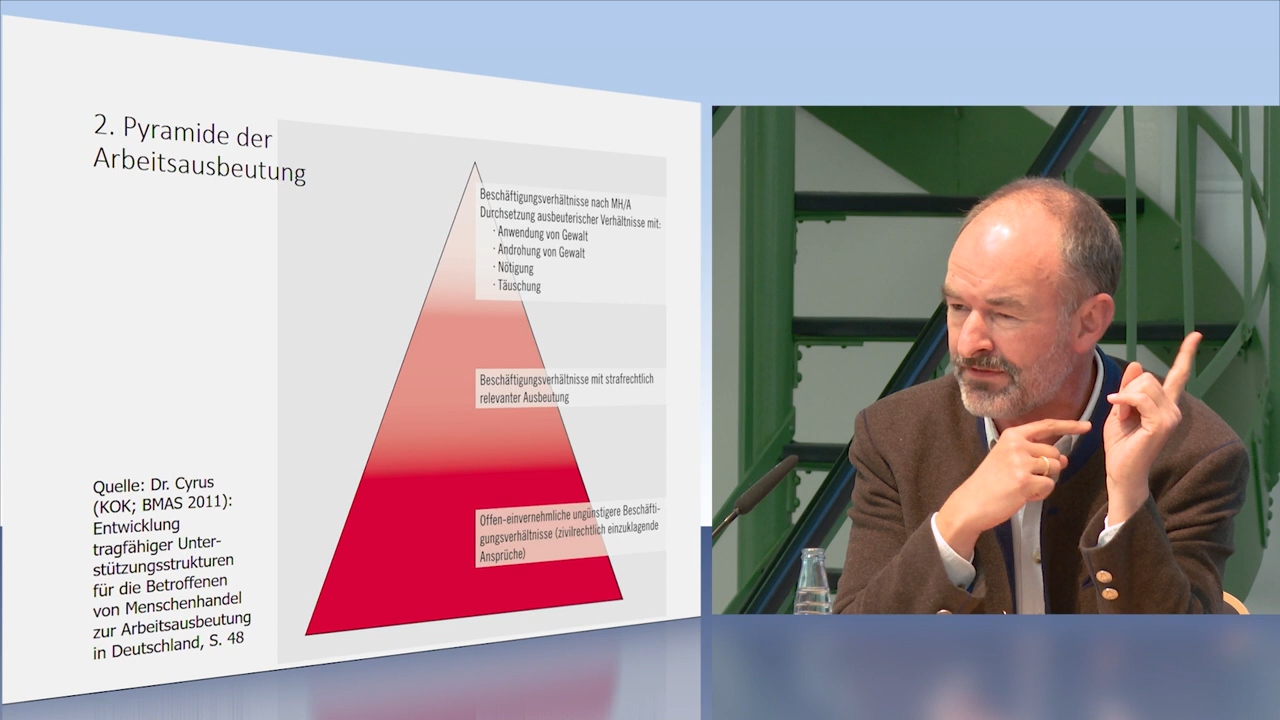 2. Pyramide der
Arbeitsausbeutung
Beschäftigungsverhältnisse nach MH/A
Durchsetzung ausbeuterischer Verhältnisse mit:
· Anwendung von Gewalt
· Androhung von Gewalt
· Nötigung
· Täuschung
Beschäftigungsverhältnisse mit strafrechtlich
relevanter Ausbeutung
Offen-einvernehmliche ungünstigere Beschäfti-
gungsverhältnisse (zivilrechtlich einzuklagende
Ansprüche)
Quelle: Dr. Cyrus
(KOK; BMAS 2011):
Entwicklung
tragfähiger Unter-
stützungsstrukturen
für die Betroffenen
von Menschenhandel
zur Arbeitsausbeutung
in Deutschland, S. 48